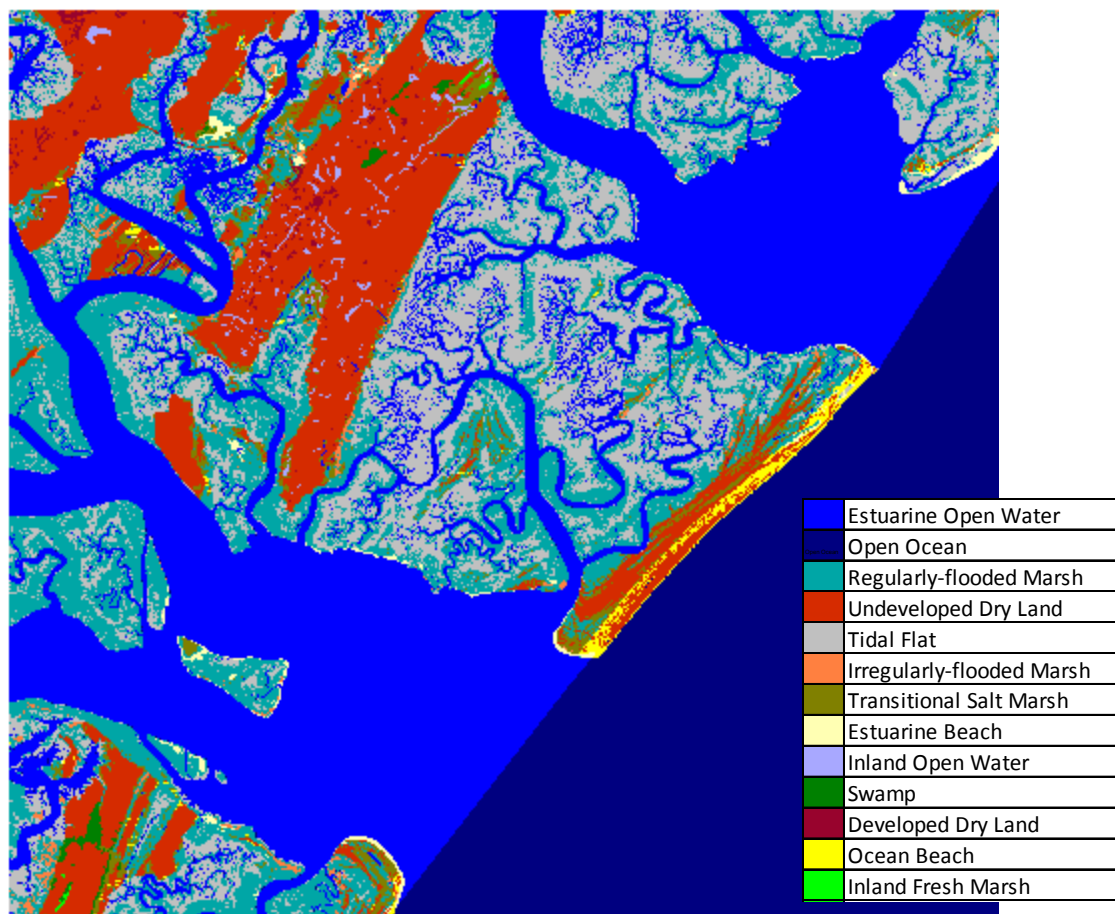 Estuarine Open Water
Open Ocean
Regularly-flooded Marsh
Undeveloped Dry Land
Tidal Flat
Irregularly-flooded Marsh
Transitional Salt Marsh
Estuarine Beach
Inland Open Water
Swamp
Developed Dry Land
Ocean Beach
Inland Fresh Marsh